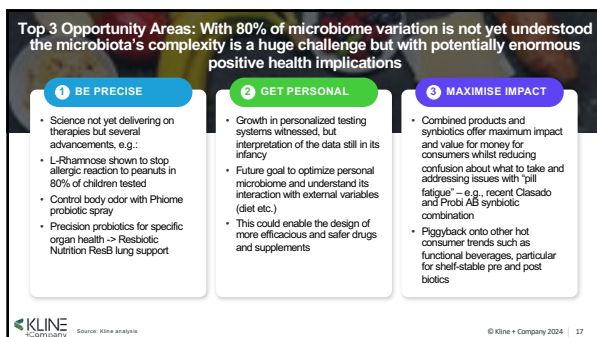 Top 3 Opportunity Areas: With 80% of microbiome variation is not yet understood
the microbiota's complexity is a huge challenge but with potentially enormous
positive health implications
1 BE PRECISE
• Science not yet delivering on
therapies but several
advancements, e.g.:
• L-Rhamnose shown to stop
allergic reaction to peanuts in
80% of children tested
• Control body odor with Phiome
probiotic spray
• Precision probiotics for specific
organ health -> Resbiotic
Nutrition ResB lung support
2 GET PERSONAL
• Growth in personalized testing
systems witnessed, but
interpretation of the data still in its
infancy
• Future goal to optimize personal
microbiome and understand its
interaction with external variables
(diet etc.)
• This could enable the design of
more efficacious and safer drugs
and supplements
3 MAXIMISE IMPACT
• Combined products and
synbiotics offer maximum impact
and value for money for
consumers whilst reducing
confusion about what to take and
addressing issues with "pill
fatigue" – e.g., recent Clasado
and Probi AB synbiotic
combination
• Piggyback onto other hot
consumer trends such as
functional beverages, particular
for shelf-stable pre and post
biotics
KLINE
+Company
Source: Kline analysis
© Kline + Company 2024 | 17